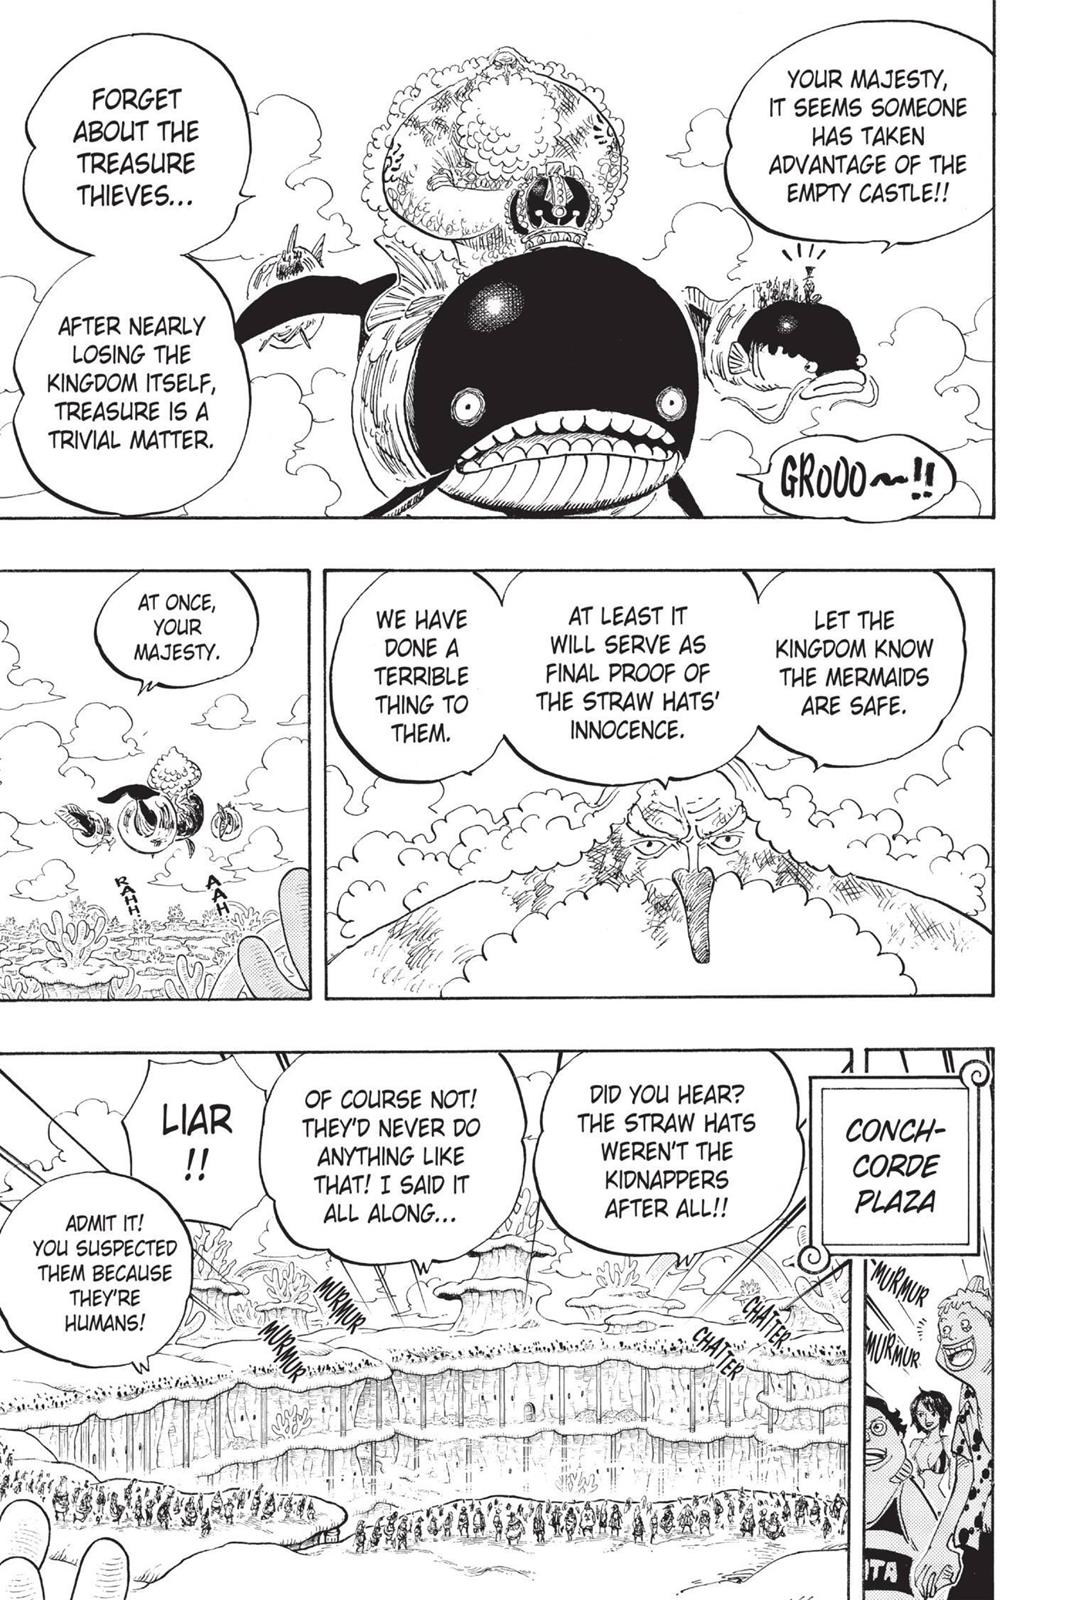 YOUR MAJESTY,
IT SEEMS SOMEONE
HAS TAKEN
ADVANTAGE OF THE
EMPTY CASTLE!!
FORGET
ABOUT THE
TREASURE
THIEVES...
AFTER NEARLY
LOSING THE
KINGDOM ITSELF,
TREASURE IS A
TRIVIAL MATTER.
GROOO~!!
LET THE
KINGDOM KNOW
THE MERMAIDS
ARE SAFE.
AT LEAST IT
WILL SERVE AS
FINAL PROOF OF
THE STRAW HATS'
INNOCENCE.
WE HAVE
DONE A
TERRIBLE
THING TO
THEM.
AT ONCE,
YOUR
MAJESTY.
AAH
RAHH
CONCH-
CORDE
PLAZA
MURMUR
MURMUR
DID YOU HEAR?
THE STRAW HATS
WEREN'T THE
KIDNAPPERS
AFTER ALL!!
OF COURSE NOT!
THEY'D NEVER DO
ANYTHING LIKE
THAT! I SAID IT
ALL ALONG...
LIAR
!!
ADMIT IT!
YOU SUSPECTED
THEM BECAUSE
THEY'RE
HUMANS!
CHATTER
CHATTER
MURMUR
MURMUR
ITA